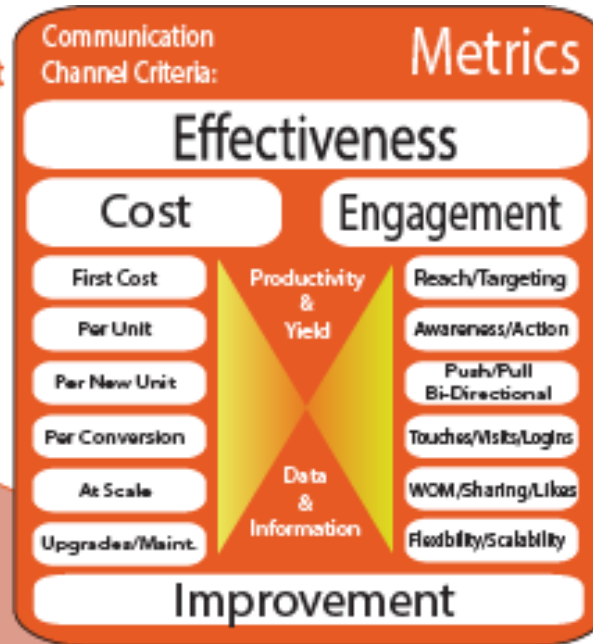 Communication
Channel Criteria:
Metrics
Effectiveness
Cost
Engagement
First Cost
Per Unit
Per New Unit
Per Conversion
At Scale
Upgrades/Maint.
Productivity
&
Yield
Data
&
Information
Reach/Targeting
Awareness/Action
Push/Pull
Bi-Directional
Touches/Visits/Logins
WOM/Sharing/Likes
Flexibility/Scalability
Improvement